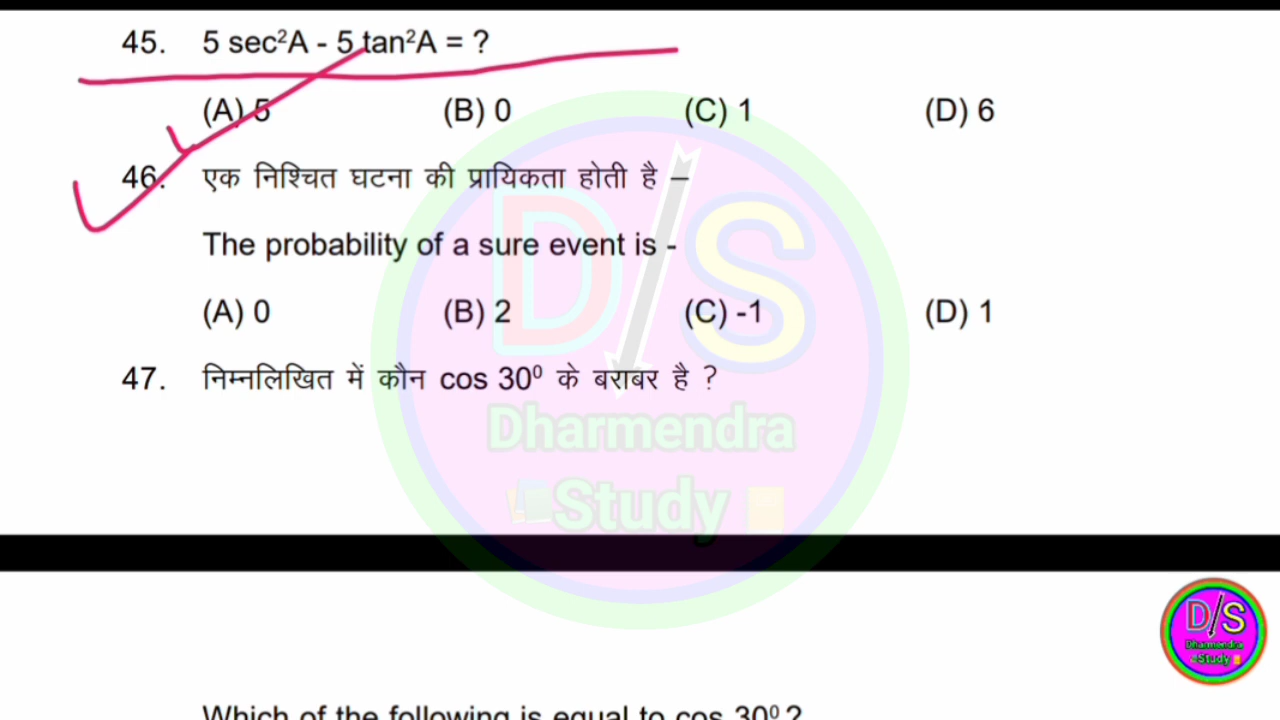 45. 5 sec²A - 5 tan²A = ?
(A) 5 (B) 0 (C) 1 (D) 6
46. एक निश्चित घटना की प्रायिकता होती है –
The probability of a sure event is -
(A) 0 (B) 2 (C) -1 (D) 1
47. निम्नलिखित में कौन cos 30⁰ के बराबर है ?
D/S
Dharmendra
Study
D/S
Dharmendra
Study
Which of the following is equal to cos 30⁰ ?